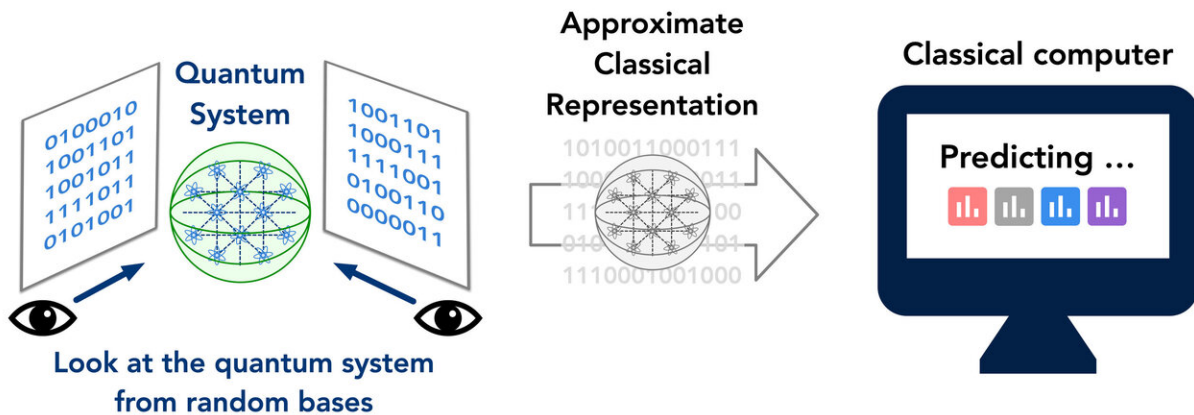 Quantum
System
0100010
1001101
1001011
1111011
0101001
1001101
1000111
1111001
0100110
0000011
Look at the quantum system
from random bases
Approximate
Classical
Representation
1010011000111
1110001001000
Classical computer
Predicting ...